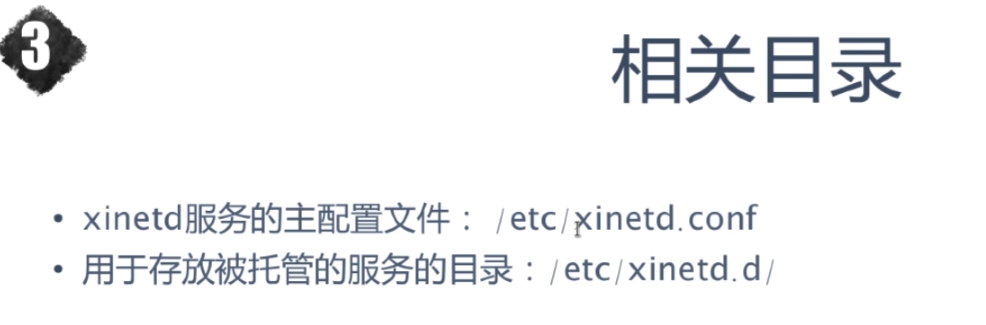 3
相关目录
• xinetd服务的主配置文件： /etc/xinetd.conf
• 用于存放被托管的服务的目录：/etc/xinetd.d/